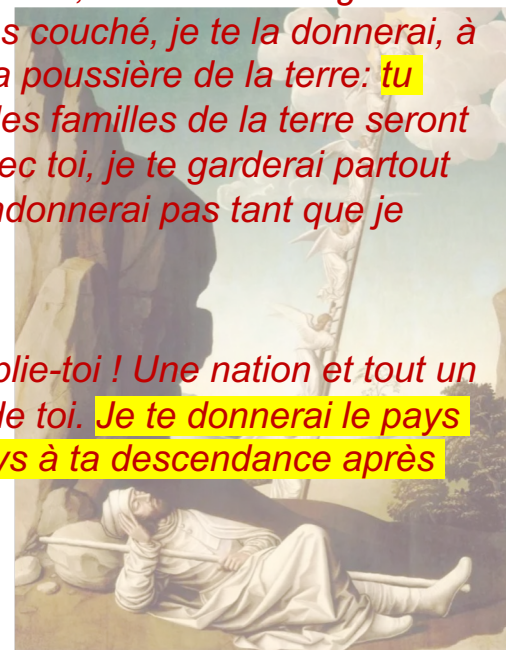 s couché, je te la donnerai, à
a poussière de la terre: tu
les familles de la terre seront
ec toi, je te garderai partout
ndonnerai pas tant que je
plie-toi ! Une nation et tout un
de toi. Je te donnerai le pays
ys à ta descendance après